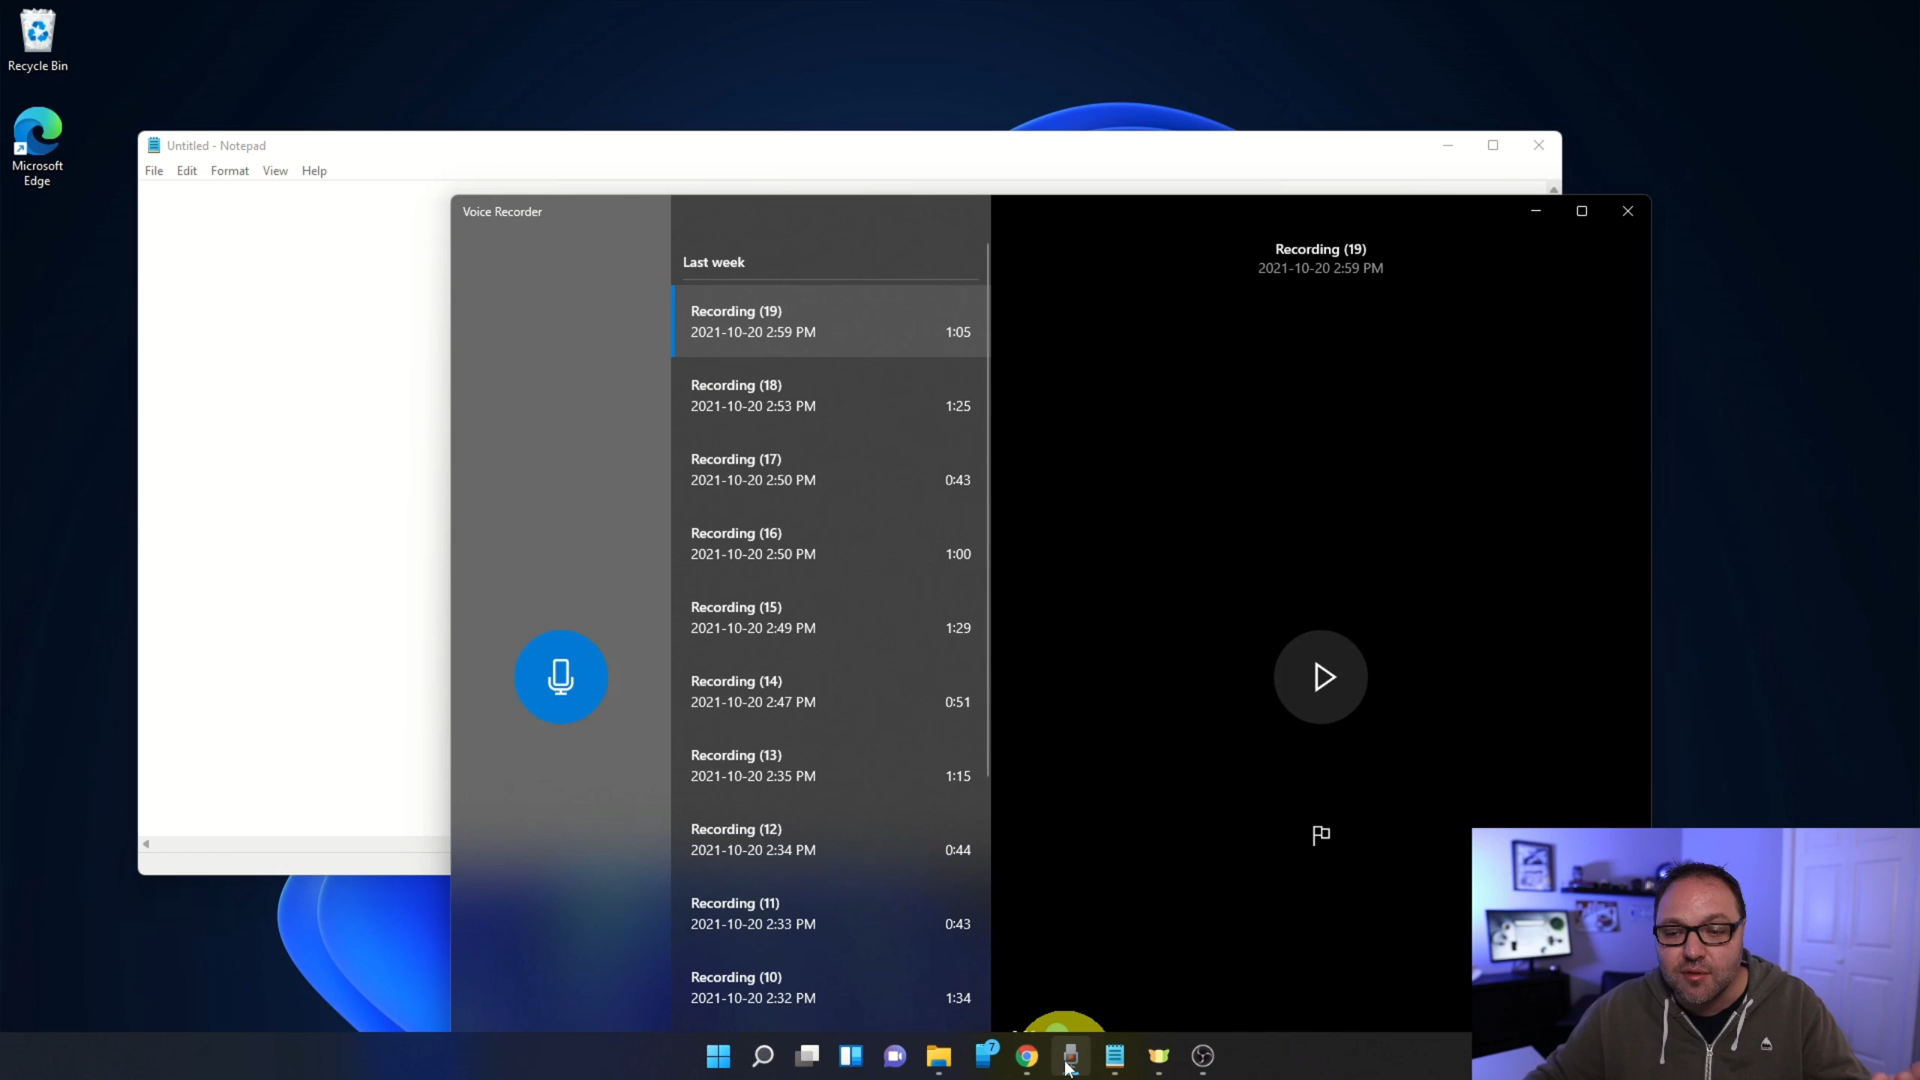 Recycle Bin
Microsoft
Edge
Untitled - Notepad
File Edit Format View Help
Voice Recorder
Last week
Recording (19)
2021-10-20 2:59 PM 1:05
Recording (18)
2021-10-20 2:53 PM 1:25
Recording (17)
2021-10-20 2:50 PM 0:43
Recording (16)
2021-10-20 2:50 PM 1:00
Recording (15)
2021-10-20 2:49 PM 1:29
Recording (14)
2021-10-20 2:47 PM 0:51
Recording (13)
2021-10-20 2:35 PM 1:15
Recording (12)
2021-10-20 2:34 PM 0:44
Recording (11)
2021-10-20 2:33 PM 0:43
Recording (10)
2021-10-20 2:32 PM 1:34
Recording (19)
2021-10-20 2:59 PM
7